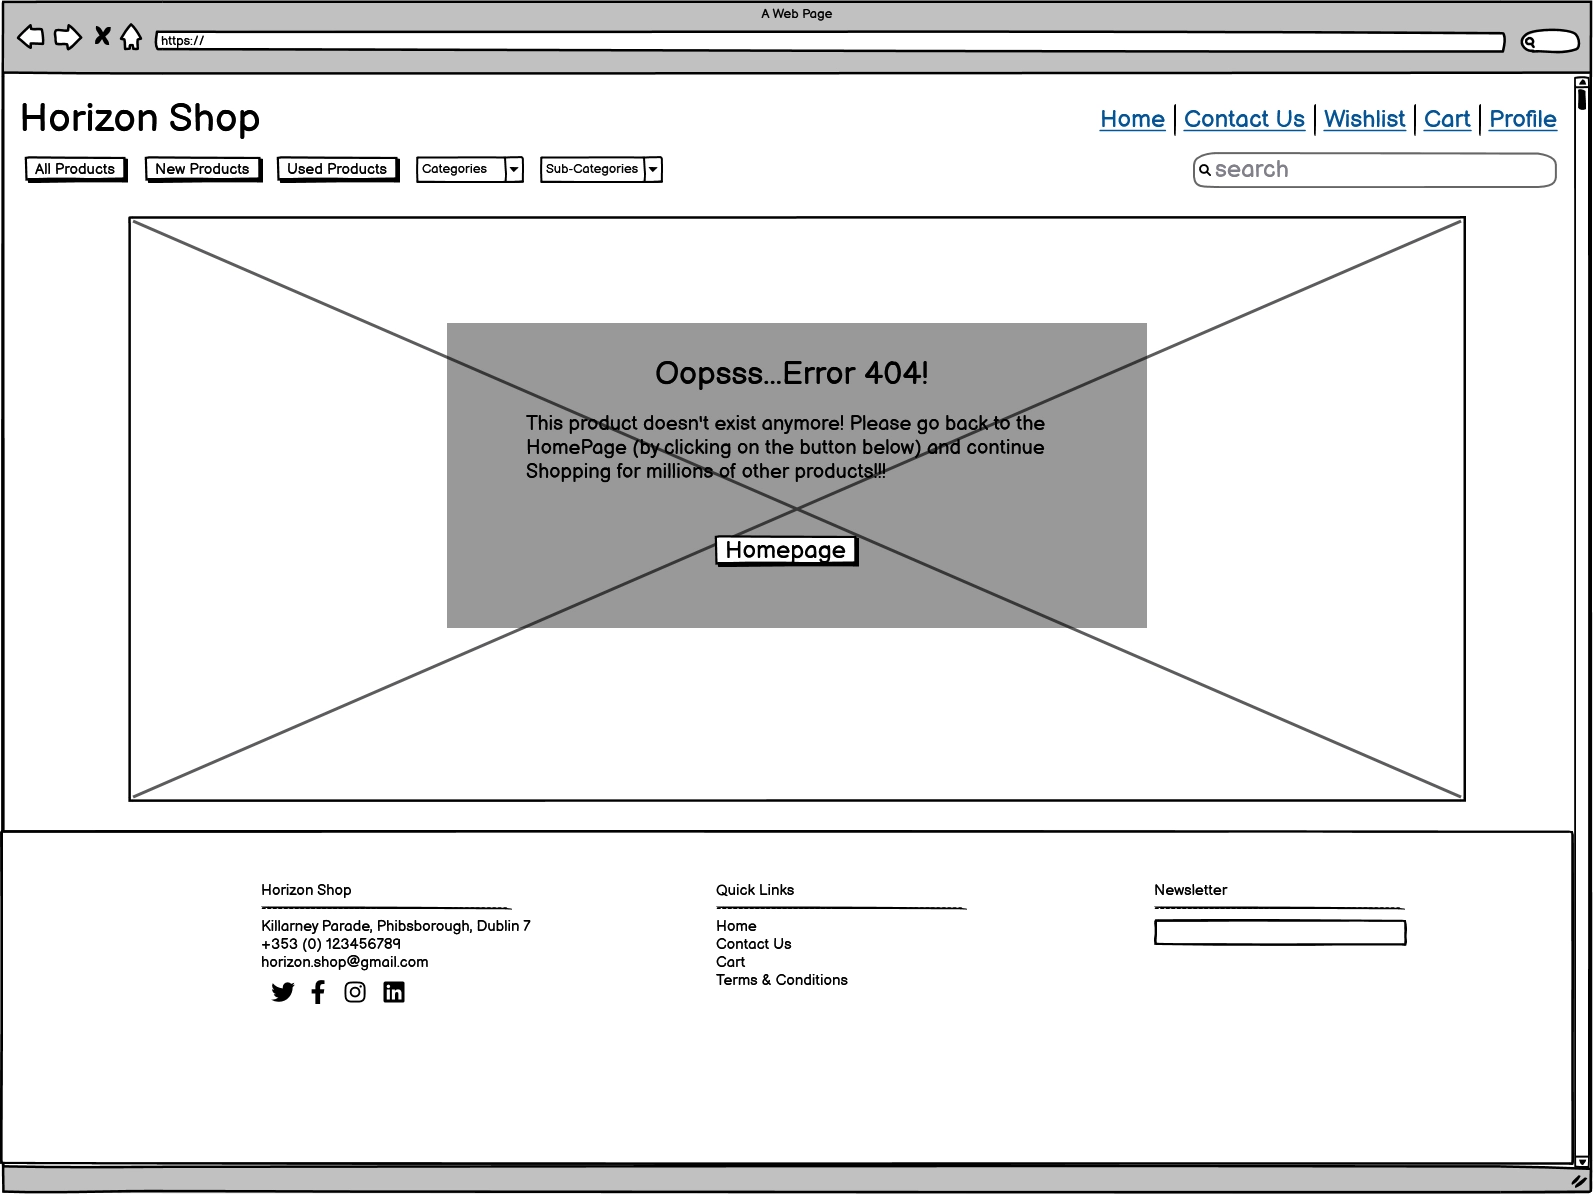 A Web Page
https://
Horizon Shop
Home Contact Us Wishlist Cart Profile
All Products New Products Used Products Categories Sub-Categories search
Oopsss...Error 404!
This product doesn't exist anymore! Please go back to the
HomePage (by clicking on the button below) and continue
Shopping for millions of other products!!!
Homepage
Horizon Shop
Killarney Parade, Phibsborough, Dublin 7
+353 (0) 123456789
horizon.shop@gmail.com
Quick Links
Home
Contact Us
Cart
Terms & Conditions
Newsletter